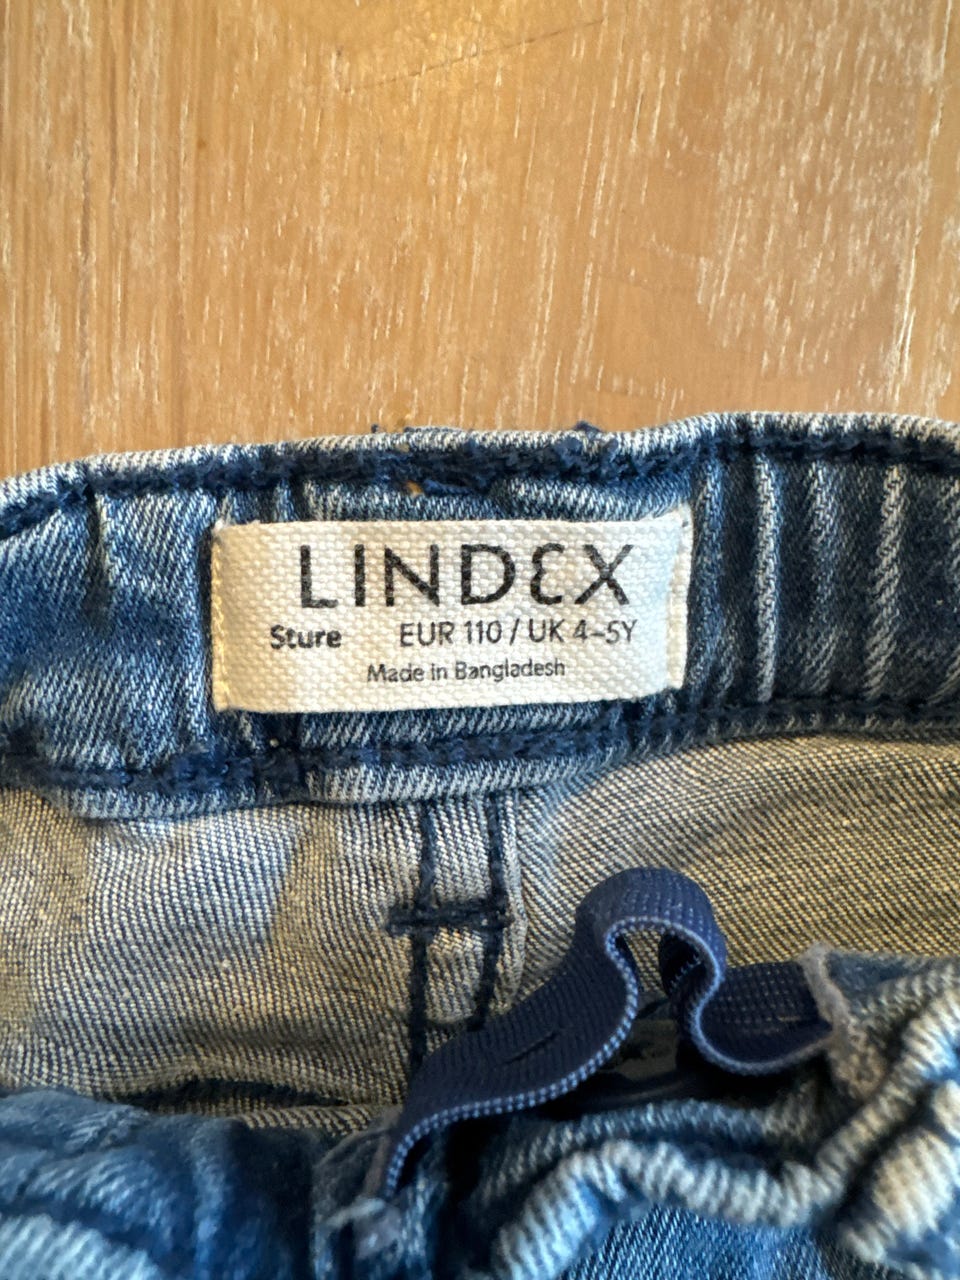 LINDEX
Sture EUR 110 / UK 4-5Y
Made in Bangladesh